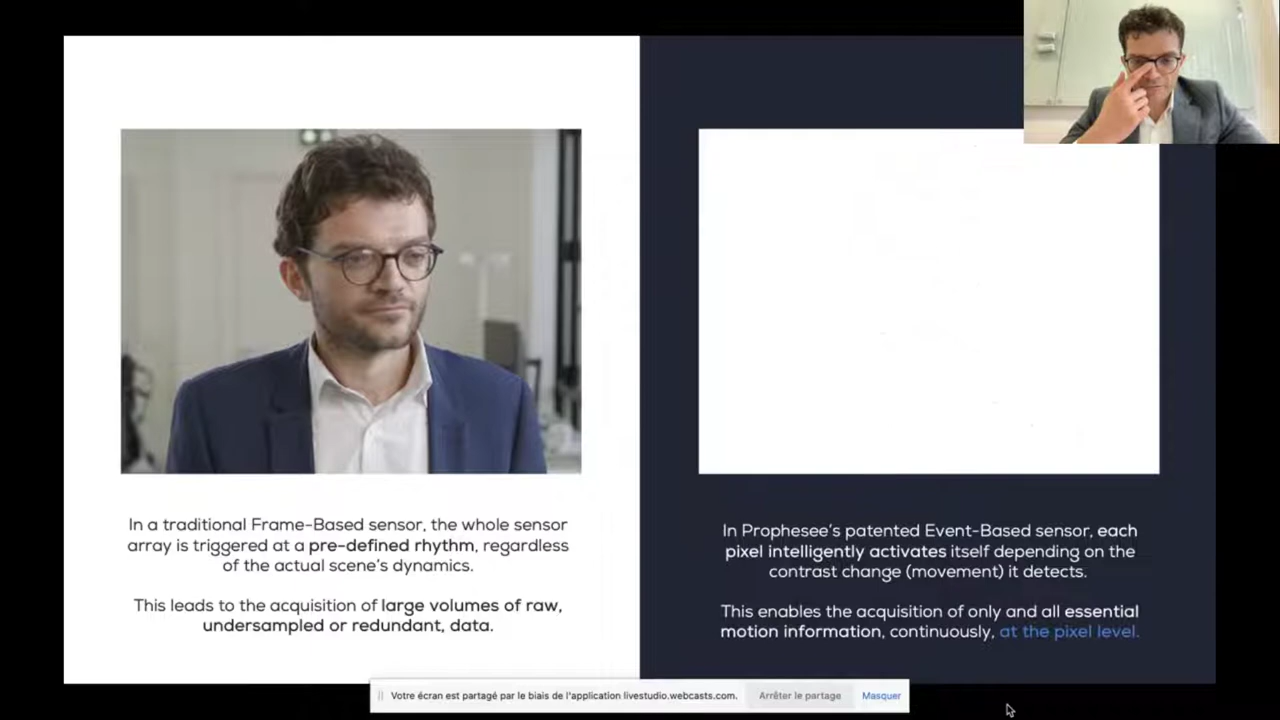 In a traditional Frame-Based sensor, the whole sensor
array is triggered at a pre-defined rhythm, regardless
of the actual scene's dynamics.
This leads to the acquisition of large volumes of raw,
undersampled or redundant, data.
In Prophesee's patented Event-Based sensor, each
pixel intelligently activates itself depending on the
contrast change (movement) it detects.
This enables the acquisition of only and all essential
motion information, continuously, at the pixel level.
Votre écran est partagé par le biais de l'application livestudio.webcasts.com.
Arrêter le partage
Masquer